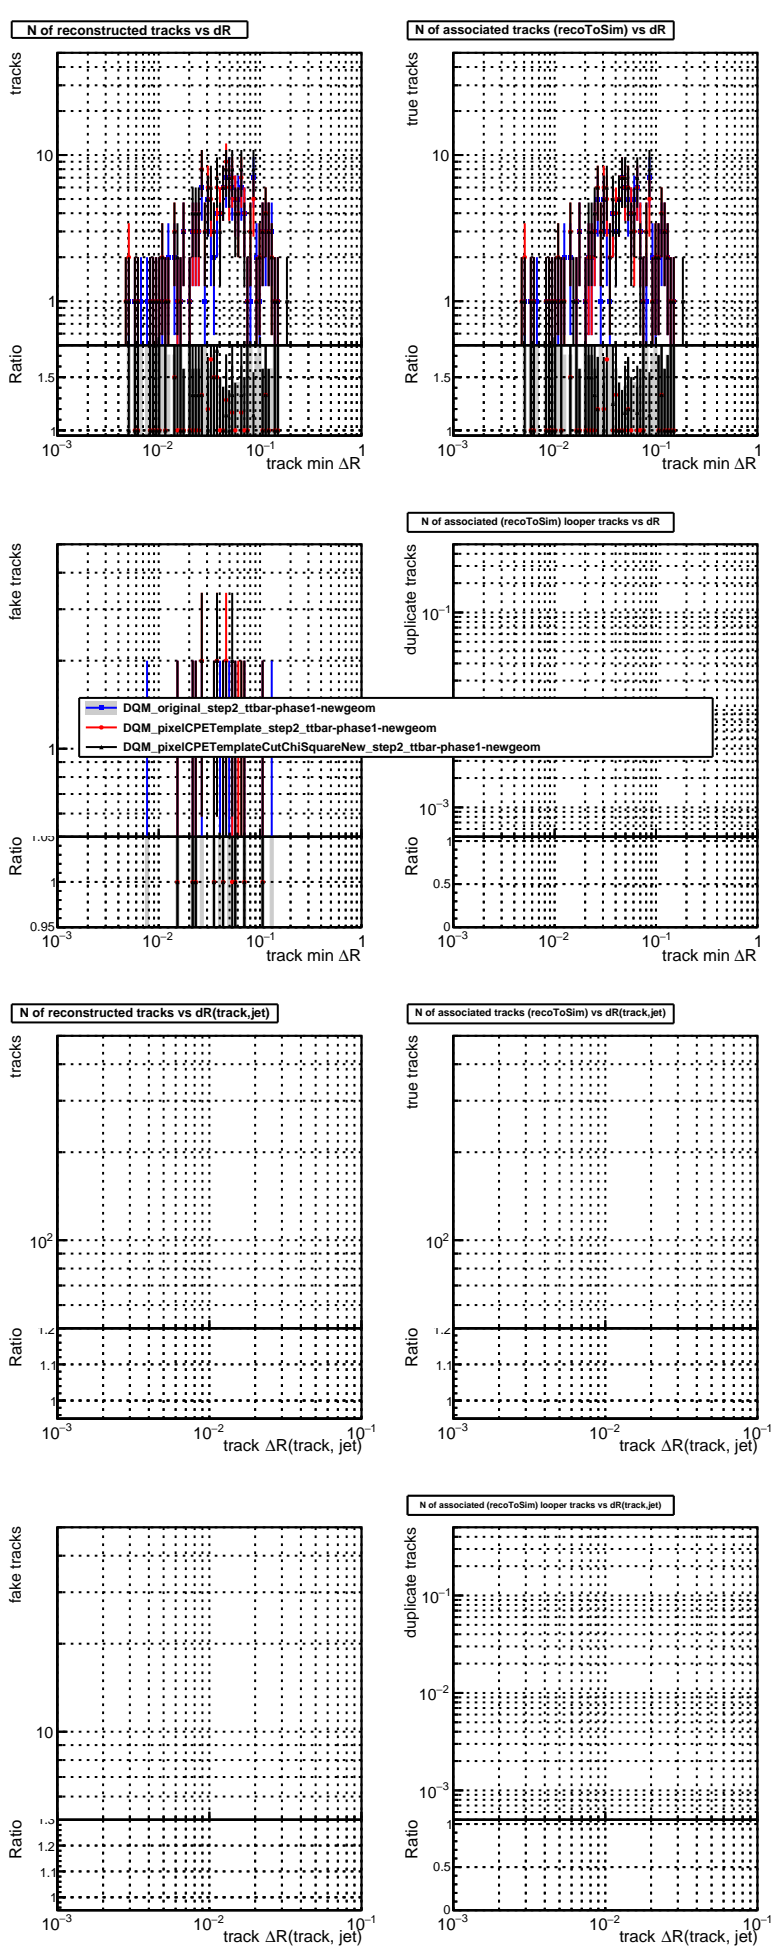 N of reconstructed tracks vs dR
tracks
10
1
Ratio
1.5
1
10⁻³ 10⁻² 10⁻¹ 1
track min ΔR
N of associated tracks (recoToSim) vs dR
true tracks
10
1
Ratio
1.5
1
10⁻³ 10⁻² 10⁻¹ 1
track min ΔR
fake tracks
1
Ratio
1.05
1
0.95
10⁻³ 10⁻² 10⁻¹ 1
track min ΔR
N of associated (recoToSim) looper tracks vs dR
duplicate tracks
10⁻¹
10⁻³
Ratio
1
0.5
0
10⁻³ 10⁻² 10⁻¹ 1
track min ΔR
DQM_original_step2_ttbar-phase1-newgeom
DQM_pixelCPETemplate_step2_ttbar-phase1-newgeom
DQM_pixelCPETemplateCutChiSquareNew_step2_ttbar-phase1-newgeom
N of reconstructed tracks vs dR(track,jet)
tracks
10²
Ratio
1.2
1.1
1
10⁻³ 10⁻² 10⁻¹
track ΔR(track, jet)
N of associated tracks (recoToSim) vs dR(track,jet)
true tracks
10²
Ratio
1.2
1.1
1
10⁻³ 10⁻² 10⁻¹
track ΔR(track, jet)
fake tracks
10
Ratio
1.3
1.2
1.1
1
10⁻³ 10⁻² 10⁻¹
track ΔR(track, jet)
N of associated (recoToSim) looper tracks vs dR(track,jet)
duplicate tracks
10⁻¹
10⁻²
10⁻³
Ratio
1
0.5
0
10⁻³ 10⁻² 10⁻¹
track ΔR(track, jet)